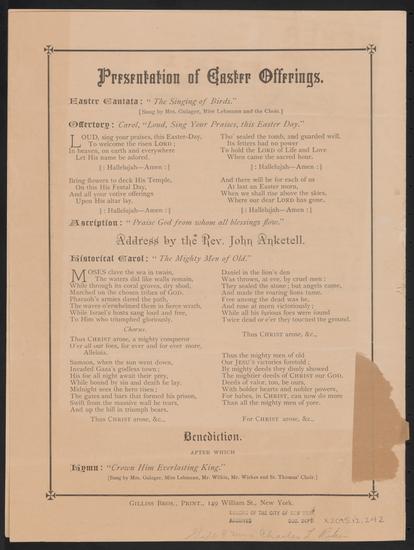 Presentation of Easter Offerings.
Easter Cantata: "The Singing of Birds."
[Sung by Mrs. Gulager, Miss Lehmann and the Choir.]
Offertory: Carol, "Loud, Sing Your Praises, this Easter Day."
LOUD, sing your praises, this Easter-Day,
To welcome the risen LORD;
In heaven, on earth and everywhere
Let His name be adored.
[: Hallelujah—Amen :]
Bring flowers to deck His Temple,
On this His Festal Day,
And all your votive offerings
Upon His altar lay.
[: Hallelujah—Amen :]
Tho' sealed the tomb, and guarded well,
Its fetters had no power
To hold the LORD of Life and Love
When came the sacred hour.
[: Hallelujah—Amen :]
And there will be for each of us
At last an Easter morn,
When we shall rise above the skies,
Where our dear LORD has gone.
[: Hallelujah—Amen :]
Ascription: "Praise God from whom all blessings flow."
Address by the Rev. John Anketell.
Historical Carol: "The Mighty Men of Old."
MOSES clave the sea in twain,
The waters did like walls remain,
While through its coral groves, dry shod,
Marched on the chosen tribes of GOD.
Pharaoh's armies dared the path,
The waves o'erwhelmed them in fierce wrath,
While Israel's hosts sang loud and free,
To Him who triumphed gloriously.
Chorus.
Thus CHRIST arose, a mighty conqueror
O'er all our foes, for ever and for ever more,
Alleluia.
Samson, when the sun went down,
Invaded Gaza's godless town;
His foe all night await their prey,
While bound by sin and death he lay.
Midnight sees the hero rises;
The gates and bars that formed his prison,
Swift from the massive wall he tears,
And up the hill in triumph bears.
Thus CHRIST arose, &c.,
Daniel in the lion's den
Was thrown, at eve, by cruel men;
They sealed the stone; but angels came,
And made the roaring lions tame.
Free among the dead was he,
And rose at morn victoriously;
While all his furious foes were found
Twice dead or e'er they touched the ground.
Thus CHRIST arose, &c.,
Thus the mighty men of old
Our JESU'S victories foretold;
By mighty deeds they dimly showed
The mightier deeds of CHRIST our GOD.
Deeds of valor, too, be ours,
With bolder hearts and nobler powers,
For babes, in CHRIST, can now do more
Than all the mighty men of yore.
For CHRIST arose, &c.,
Benediction.
AFTER WHICH
Hymn: "Crown Him Everlasting King."
[Sung by Mrs. Gulager, Miss Lehmann, Mr. Wilkin, Mr. Wickes and St. Thomas' Choir.]
GILLISS BROS., PRINT., 149 William St., New York.
OF THE CITY OF NEW YORK
X2015.12.242